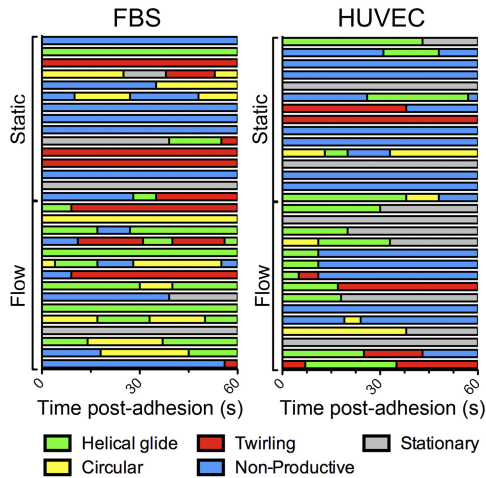 FBS HUVEC
Static Static
Flow Flow
0 30 60 0 30 60
Time post-adhesion (s) Time post-adhesion (s)
Helical glide Twirling Stationary
Circular Non-Productive